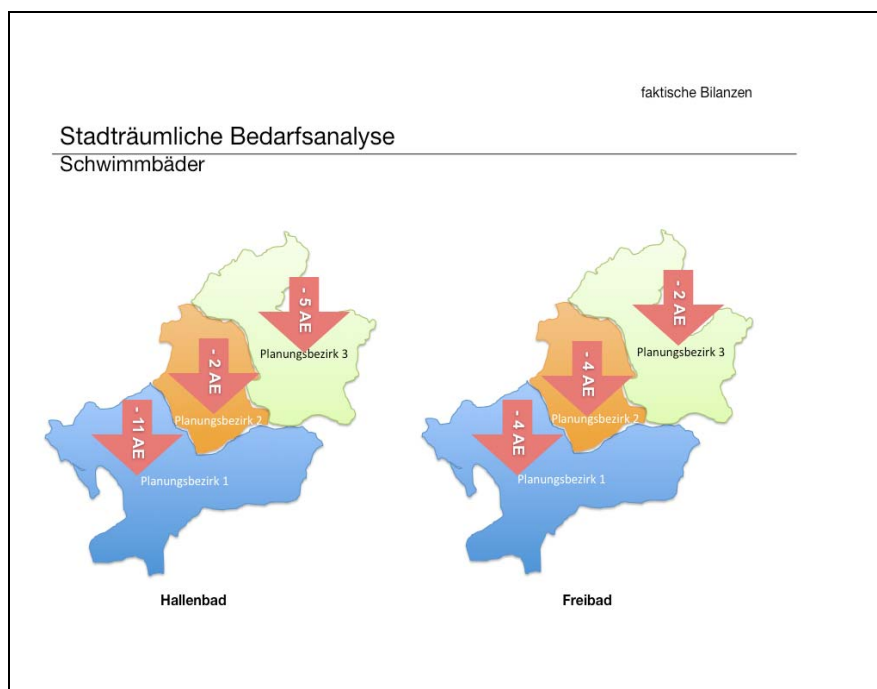 faktische Bilanzen
Stadträumliche Bedarfsanalyse
Schwimmbäder
- 5 AE
Planungsbezirk 3
- 2 AE
Planungsbezirk 2
- 11 AE
Planungsbezirk 1
Hallenbad
- 2 AE
Planungsbezirk 3
- 4 AE
Planungsbezirk 2
- 4 AE
Planungsbezirk 1
Freibad